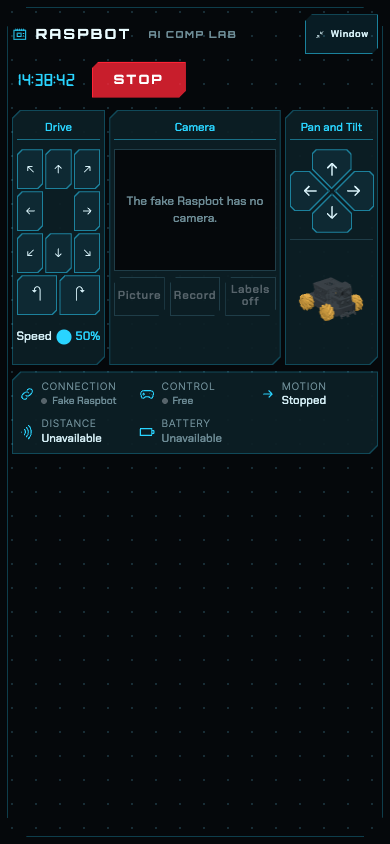 RASPBOT
AI COMP LAB
Window
14:38:42
STOP
Drive
Camera
Pan and Tilt
The fake Raspbot has no
camera.
Picture
Record
Labels
off
Speed
50%
CONNECTION
Fake Raspbot
CONTROL
Free
MOTION
Stopped
DISTANCE
Unavailable
BATTERY
Unavailable